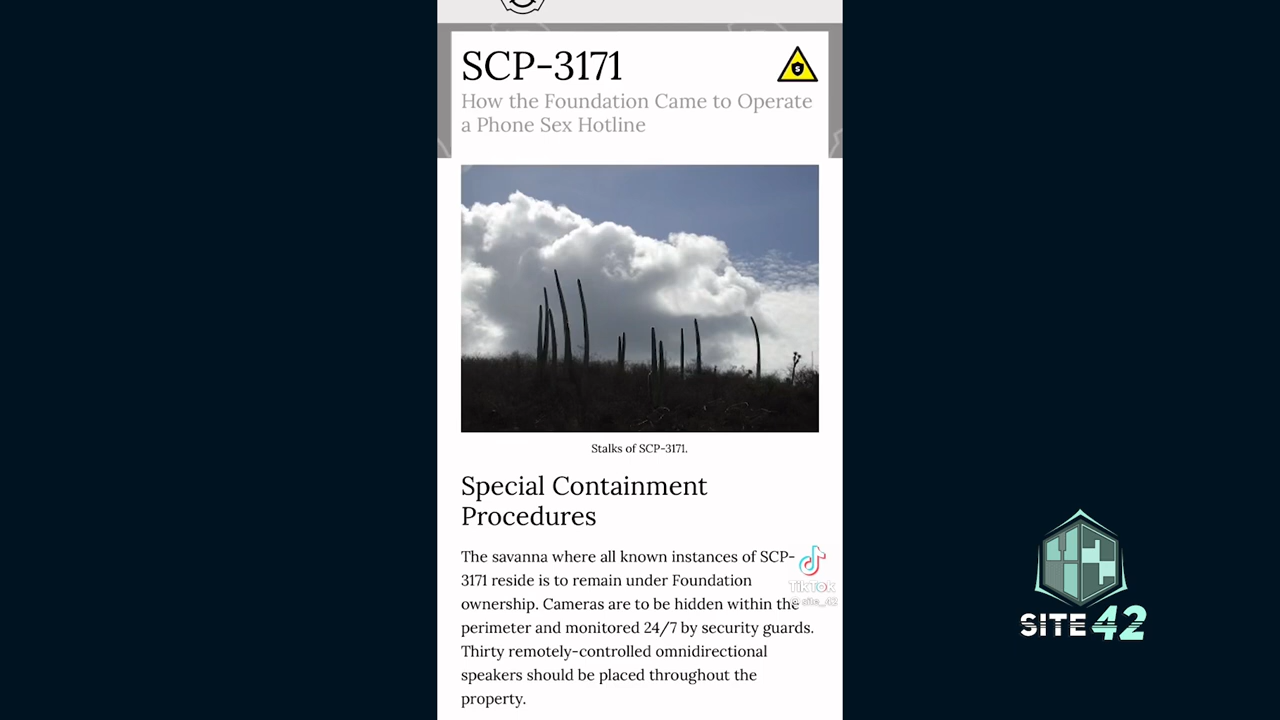 SCP-3171
How the Foundation Came to Operate
a Phone Sex Hotline
Stalks of SCP-3171.
Special Containment
Procedures
The savanna where all known instances of SCP-
3171 reside is to remain under Foundation
ownership. Cameras are to be hidden within the
perimeter and monitored 24/7 by security guards.
Thirty remotely-controlled omnidirectional
speakers should be placed throughout the
property.
TikTok
@site_42
SITE 42